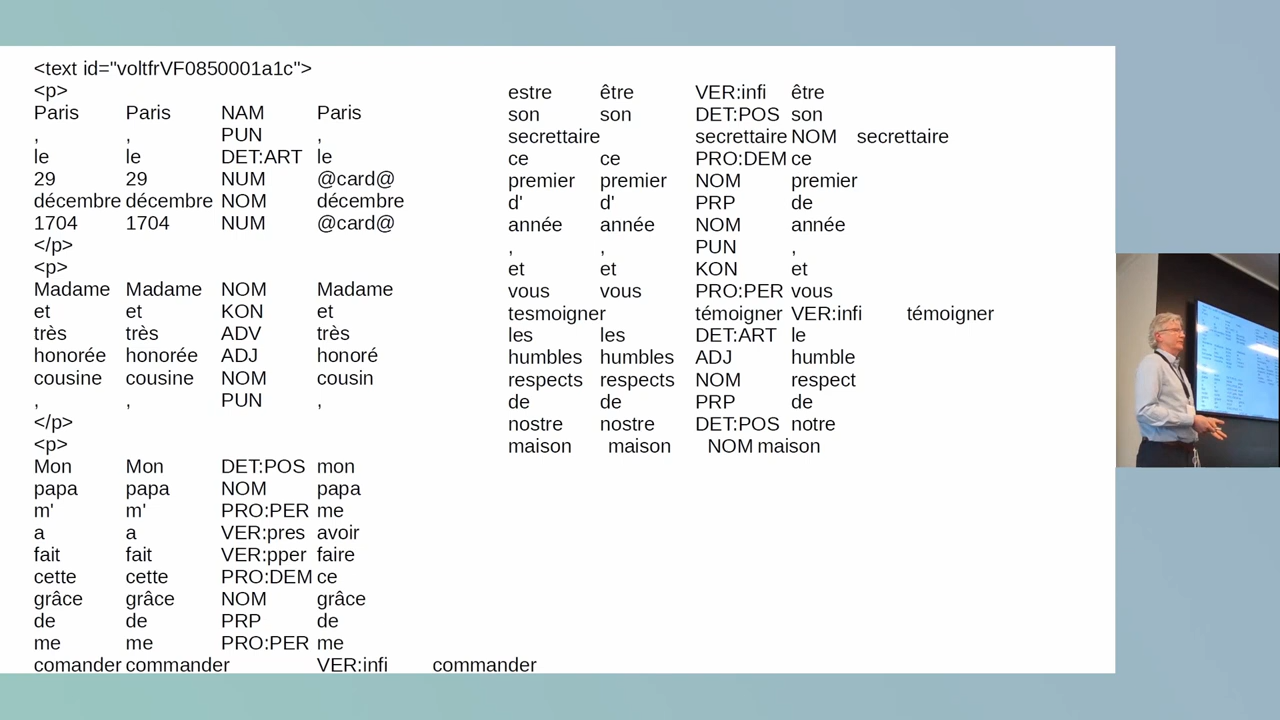 <text id="voltfrVF0850001a1c">
<p>
Paris Paris NAM Paris
, , PUN ,
le le DET:ART le
29 29 NUM @card@
décembre décembre NOM décembre
1704 1704 NUM @card@
</p>
<p>
Madame Madame NOM Madame
et et KON et
très très ADV très
honorée honorée ADJ honoré
cousine cousine NOM cousin
, , PUN ,
</p>
<p>
Mon Mon DET:POS mon
papa papa NOM papa
m' m' PRO:PER me
a a VER:pres avoir
fait fait VER:pper faire
cette cette PRO:DEM ce
grâce grâce NOM grâce
de de PRP de
me me PRO:PER me
comander commander VER:infi commander
estre être VER:infi être
son son DET:POS son
secrettaire secrettaire NOM secrettaire
ce ce PRO:DEM ce
premier premier NOM premier
d' d' PRP de
année année NOM année
, , PUN ,
et et KON et
vous vous PRO:PER vous
tesmoigner témoigner VER:infi témoigner
les les DET:ART le
humbles humbles ADJ humble
respects respects NOM respect
de de PRP de
nostre nostre DET:POS notre
maison maison NOM maison